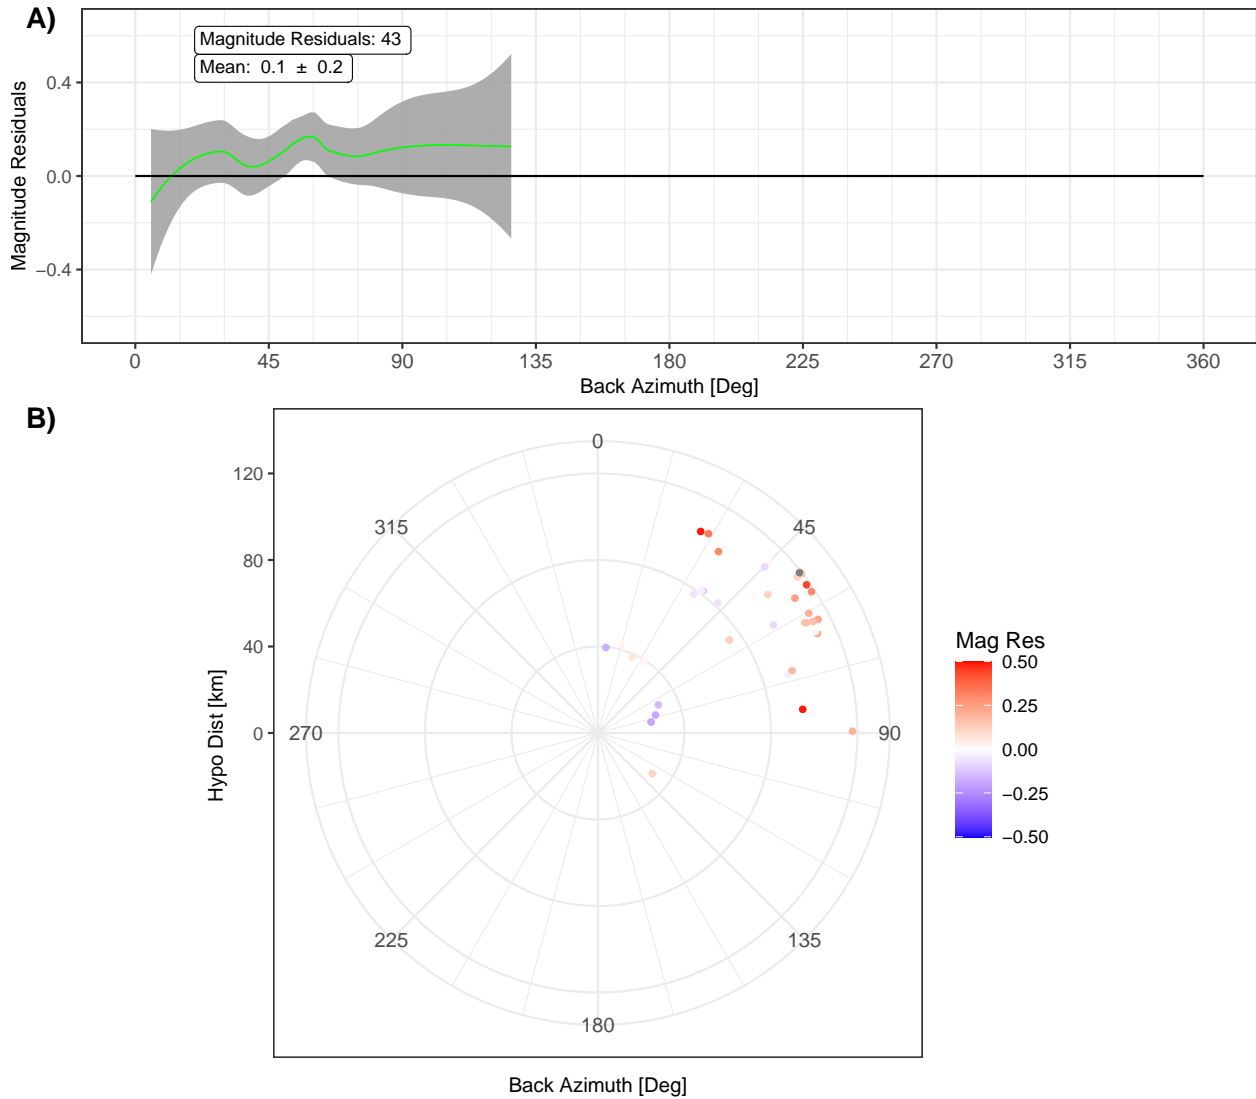 A)
Magnitude Residuals: 43
Mean:  0.1  ±  0.2
Magnitude Residuals
0.4
0.0
−0.4
0 45 90 135 180 225 270 315 360
Back Azimuth [Deg]
B)
Hypo Dist [km]
120
80
40
0
0
45
90
135
180
225
270
315
Back Azimuth [Deg]
Mag Res
0.50
0.25
0.00
−0.25
−0.50